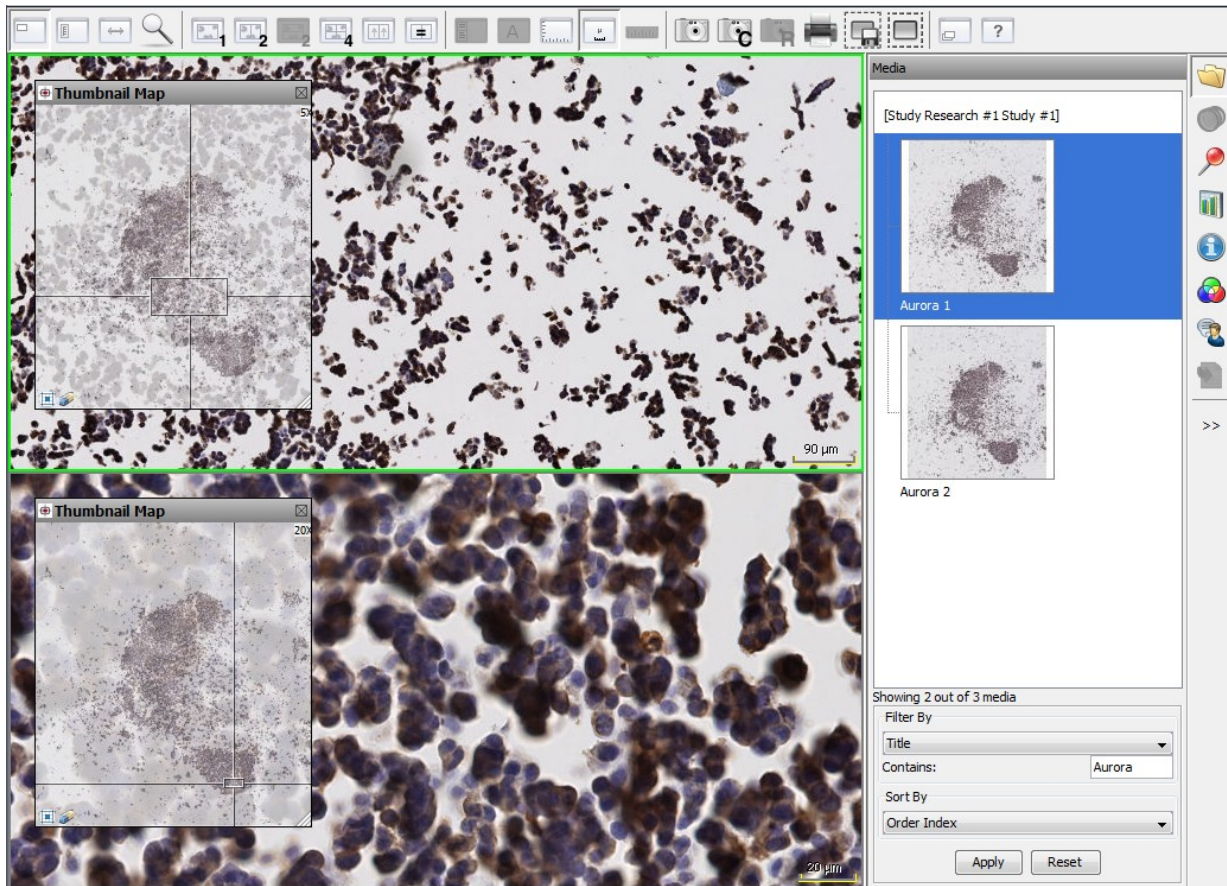 1
2
2
4
A
µ
C
R
?
Thumbnail Map
5X
90 µm
Thumbnail Map
20X
20 µm
Media
[Study Research #1 Study #1]
Aurora 1
Aurora 2
>>
Showing 2 out of 3 media
Filter By
Title
Contains: Aurora
Sort By
Order Index
Apply Reset